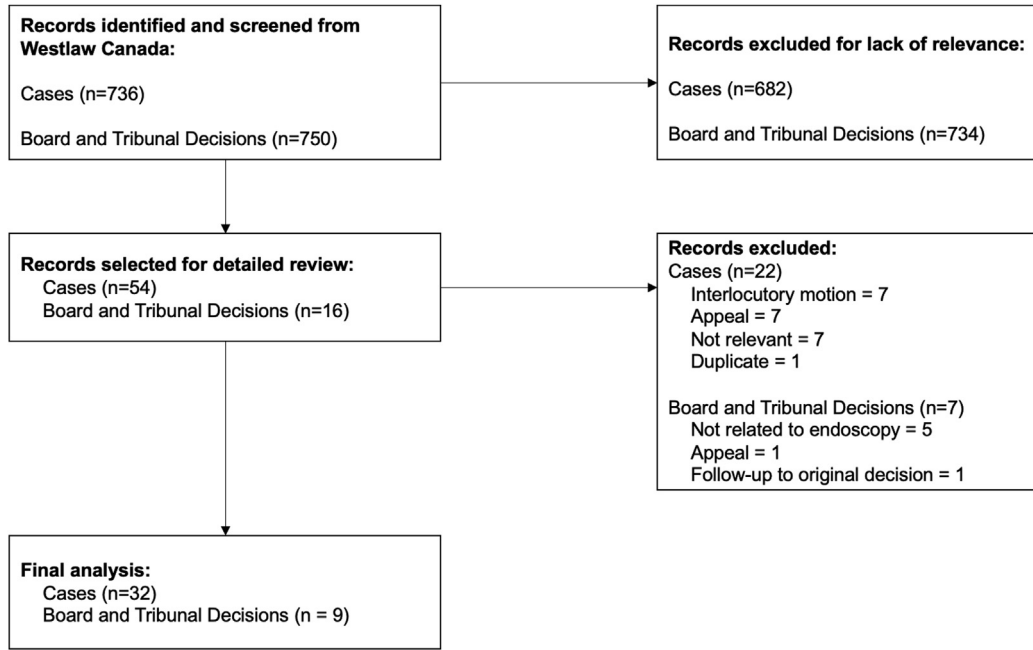 Records identified and screened from
Westlaw Canada:
Cases (n=736)
Board and Tribunal Decisions (n=750)
Records excluded for lack of relevance:
Cases (n=682)
Board and Tribunal Decisions (n=734)
Records selected for detailed review:
Cases (n=54)
Board and Tribunal Decisions (n=16)
Records excluded:
Cases (n=22)
Interlocutory motion = 7
Appeal = 7
Not relevant = 7
Duplicate = 1
Board and Tribunal Decisions (n=7)
Not related to endoscopy = 5
Appeal = 1
Follow-up to original decision = 1
Final analysis:
Cases (n=32)
Board and Tribunal Decisions (n = 9)